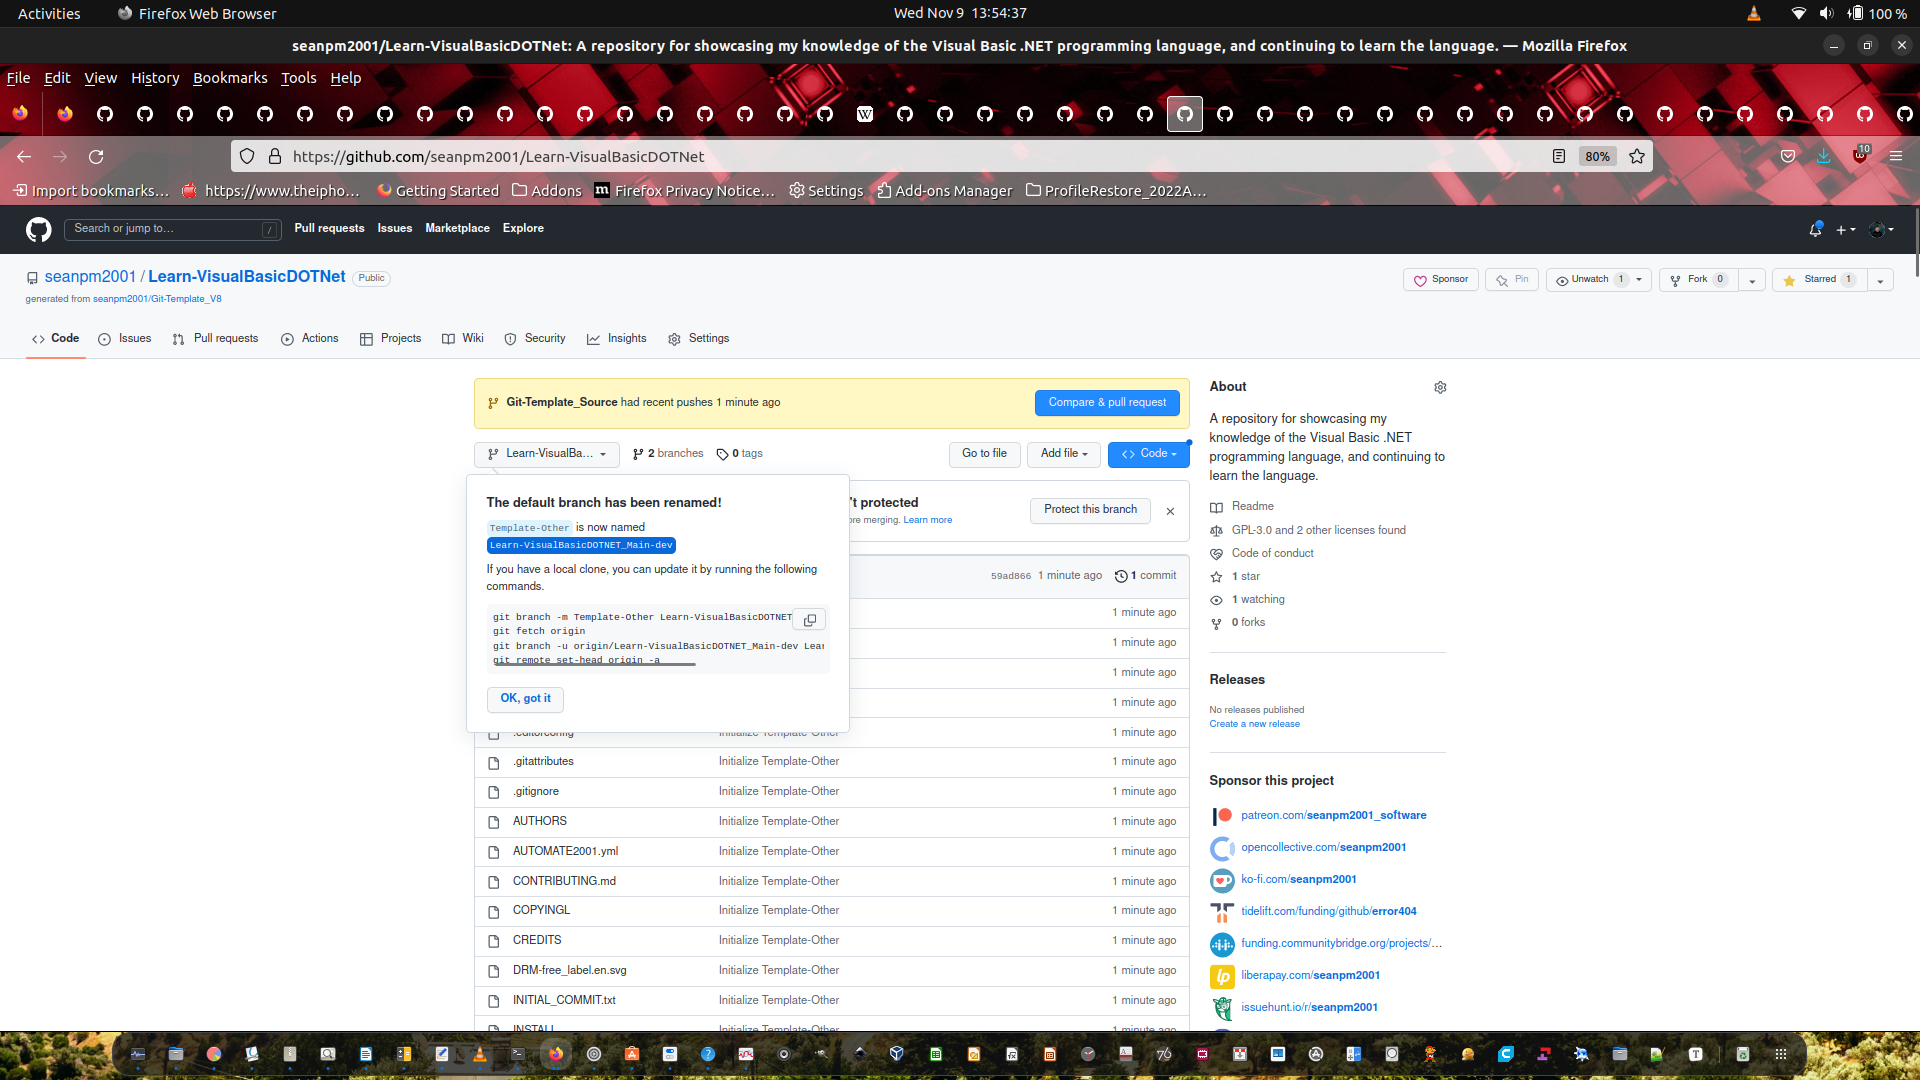 Activities
Firefox Web Browser
Wed Nov 9 13:54:37
100 %
seanpm2001/Learn-VisualBasicDOTNet: A repository for showcasing my knowledge of the Visual Basic .NET programming language, and continuing to learn the language. — Mozilla Firefox
File Edit View History Bookmarks Tools Help
https://github.com/seanpm2001/Learn-VisualBasicDOTNet
80%
10
Import bookmarks…
https://www.theipho…
Getting Started
Addons
Firefox Privacy Notice…
Settings
Add-ons Manager
ProfileRestore_2022A…
Search or jump to… /
Pull requests Issues Marketplace Explore
seanpm2001 / Learn-VisualBasicDOTNet Public
generated from seanpm2001/Git-Template_V8
Sponsor
Pin
Unwatch 1
Fork 0
Starred 1
Code
Issues
Pull requests
Actions
Projects
Wiki
Security
Insights
Settings
Git-Template_Source had recent pushes 1 minute ago
Compare & pull request
Learn-VisualBa…
2 branches
0 tags
Go to file
Add file
Code
The default branch has been renamed!
Template-Other is now named
Learn-VisualBasicDOTNET_Main-dev
If you have a local clone, you can update it by running the following
commands.
git branch -m Template-Other Learn-VisualBasicDOTNET
git fetch origin
git branch -u origin/Learn-VisualBasicDOTNET_Main-dev Lear
git remote set-head origin -a
OK, got it
't protected
ore merging. Learn more
Protect this branch
59ad866 1 minute ago 1 commit
1 minute ago
1 minute ago
1 minute ago
1 minute ago
.editorconfig Initialize Template-Other 1 minute ago
.gitattributes Initialize Template-Other 1 minute ago
.gitignore Initialize Template-Other 1 minute ago
AUTHORS Initialize Template-Other 1 minute ago
AUTOMATE2001.yml Initialize Template-Other 1 minute ago
CONTRIBUTING.md Initialize Template-Other 1 minute ago
COPYINGL Initialize Template-Other 1 minute ago
CREDITS Initialize Template-Other 1 minute ago
DRM-free_label.en.svg Initialize Template-Other 1 minute ago
INITIAL_COMMIT.txt Initialize Template-Other 1 minute ago
INSTALL Initialize Template-Other 1 minute ago
About
A repository for showcasing my
knowledge of the Visual Basic .NET
programming language, and continuing to
learn the language.
Readme
GPL-3.0 and 2 other licenses found
Code of conduct
1 star
1 watching
0 forks
Releases
No releases published
Create a new release
Sponsor this project
patreon.com/seanpm2001_software
opencollective.com/seanpm2001
ko-fi.com/seanpm2001
tidelift.com/funding/github/error404
funding.communitybridge.org/projects/…
liberapay.com/seanpm2001
issuehunt.io/r/seanpm2001